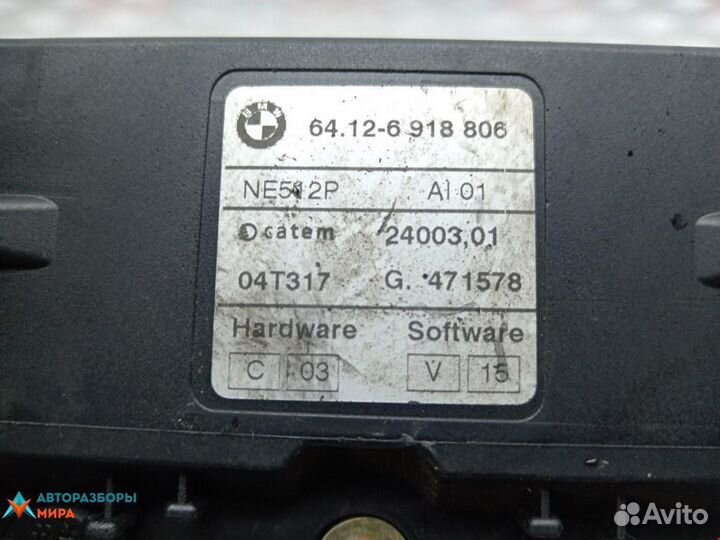 BMW
64.12-6 918 806
NE512P AI 01
catem 24003,01
04T317 G. 471578
Hardware Software
C 03 V 15
АВТОРАЗБОРЫ
МИРА
Avito